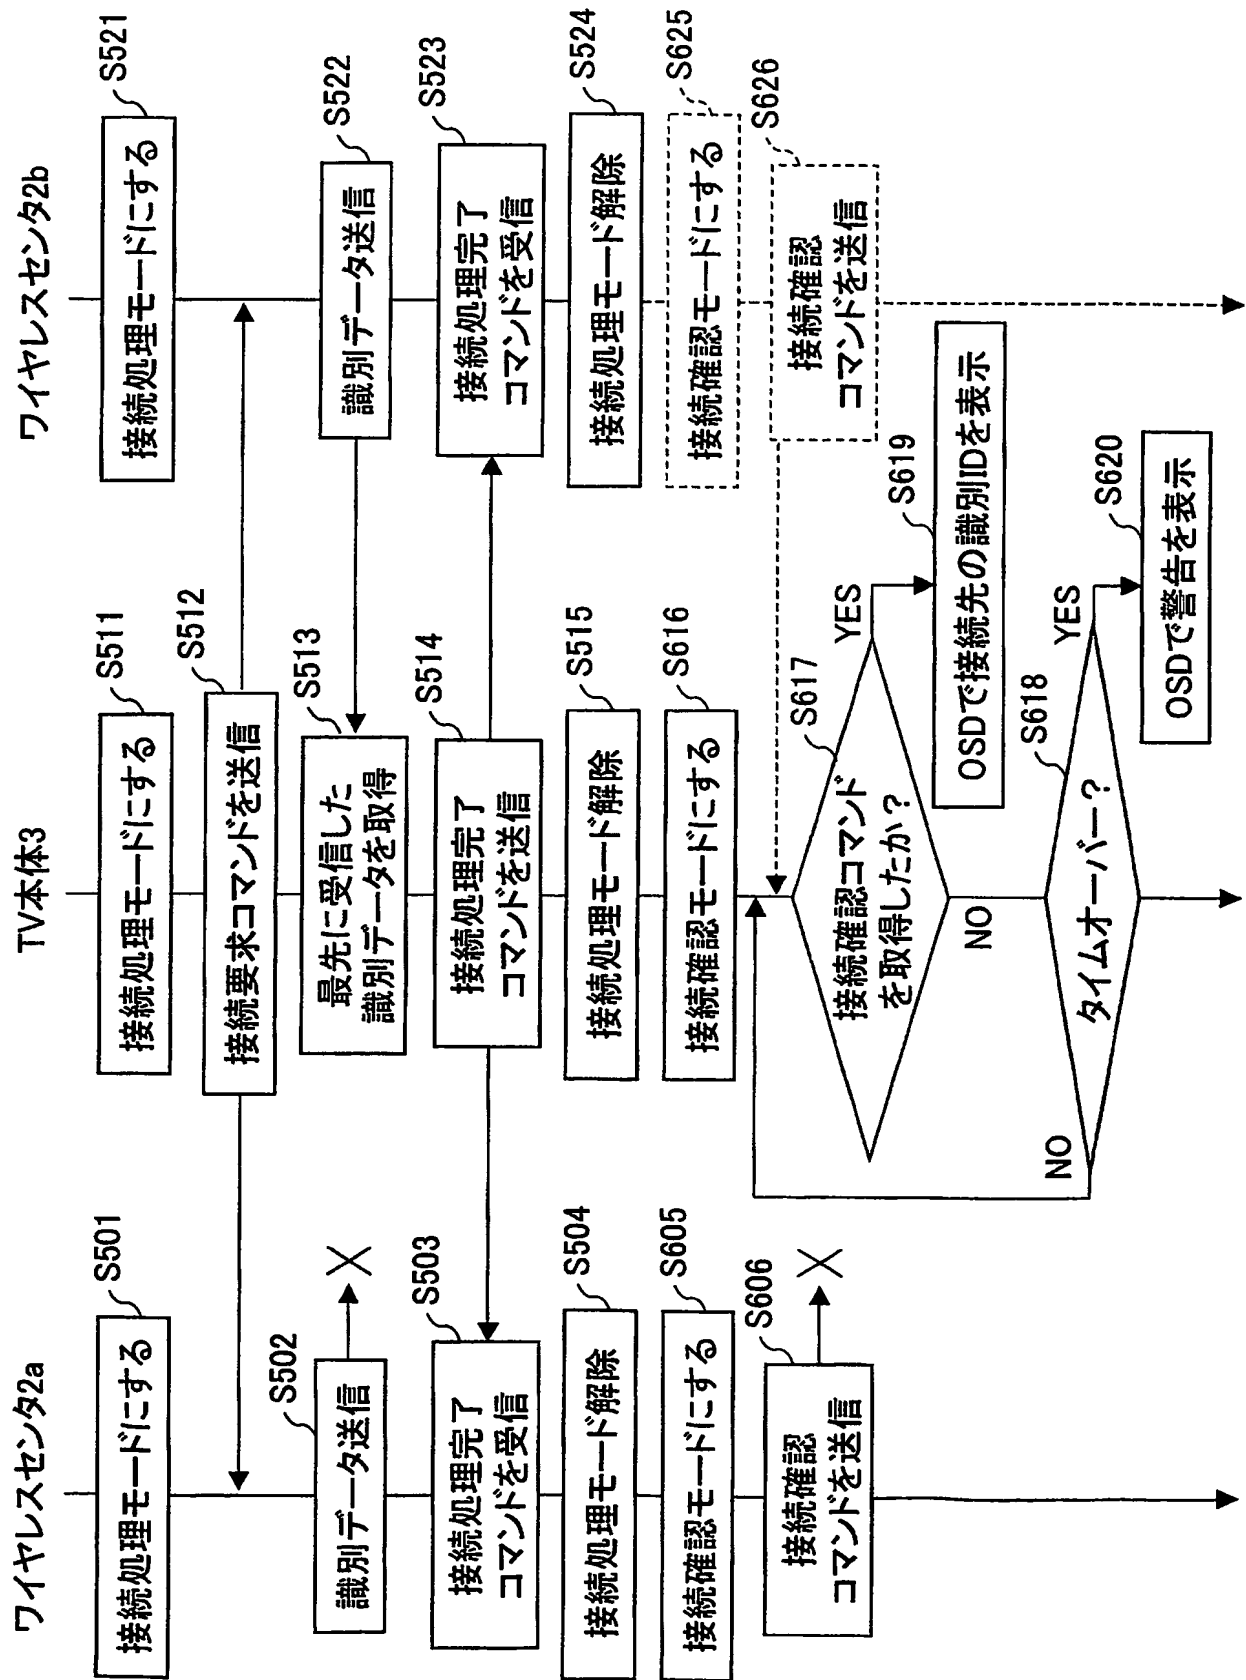 ワイヤレスセンタ2a
TV本体3
ワイヤレスセンタ2b
S501
接続処理モードにする
S511
接続処理モードにする
S521
接続処理モードにする
S512
接続要求コマンドを送信
S502
識別データ送信
S513
最先に受信した
識別データを取得
S522
識別データ送信
S503
接続処理完了
コマンドを受信
S514
接続処理完了
コマンドを送信
S523
接続処理完了
コマンドを受信
S504
接続処理モード解除
S515
接続処理モード解除
S524
接続処理モード解除
S605
接続確認モードにする
S616
接続確認モードにする
S625
接続確認モードにする
S606
接続確認
コマンドを送信
S617
接続確認コマンド
を取得したか?
YES
NO
S626
接続確認
コマンドを送信
S619
OSDで接続先の識別IDを表示
S618
タイムオーバー?
NO
YES
S620
OSDで警告を表示